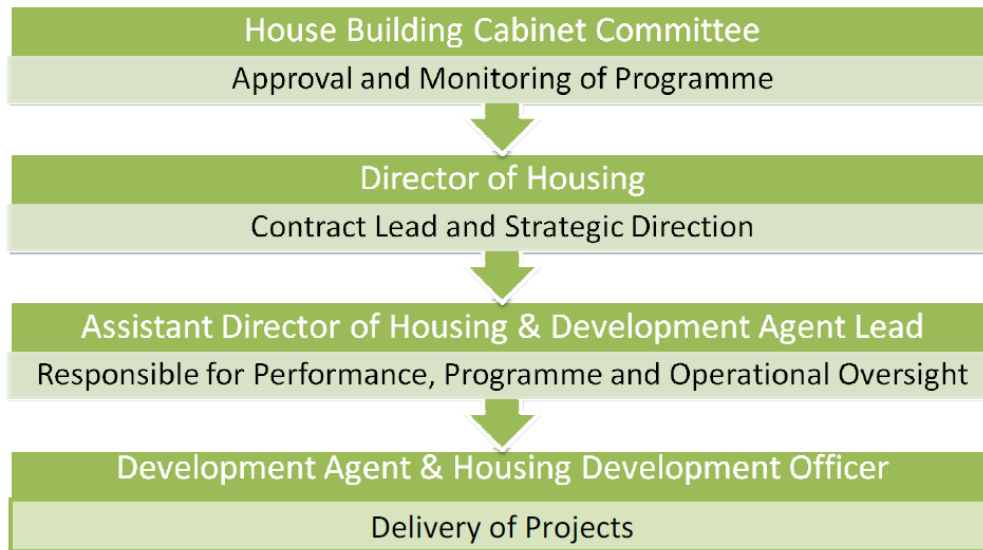 House Building Cabinet Committee
Approval and Monitoring of Programme
Director of Housing
Contract Lead and Strategic Direction
Assistant Director of Housing & Development Agent Lead
Responsible for Performance, Programme and Operational Oversight
Development Agent & Housing Development Officer
Delivery of Projects